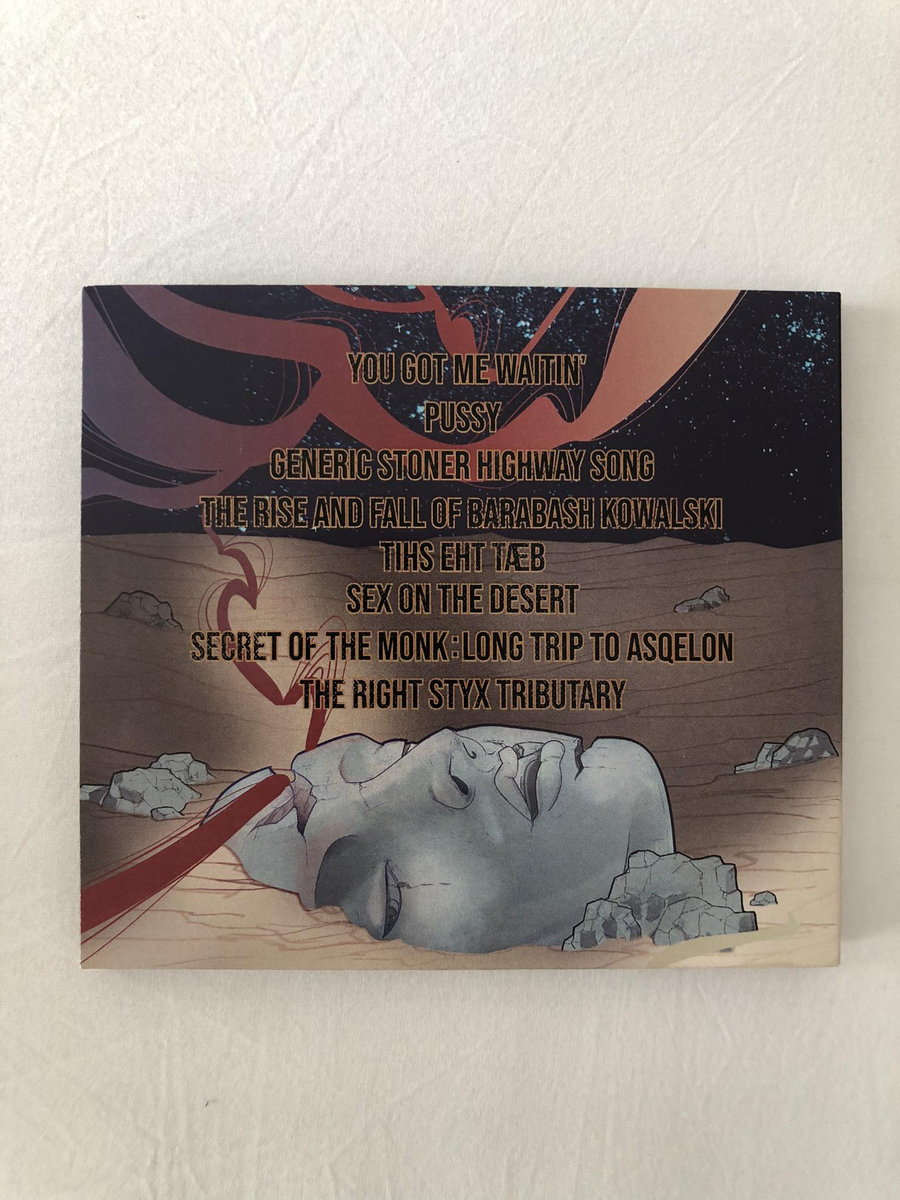 YOU GOT ME WAITIN'
PUSSY
GENERIC STONER HIGHWAY SONG
THE RISE AND FALL OF BARABASH KOWALSKI
TIHS EHT TÆB
SEX ON THE DESERT
SECRET OF THE MONK: LONG TRIP TO ASQELON
THE RIGHT STYX TRIBUTARY